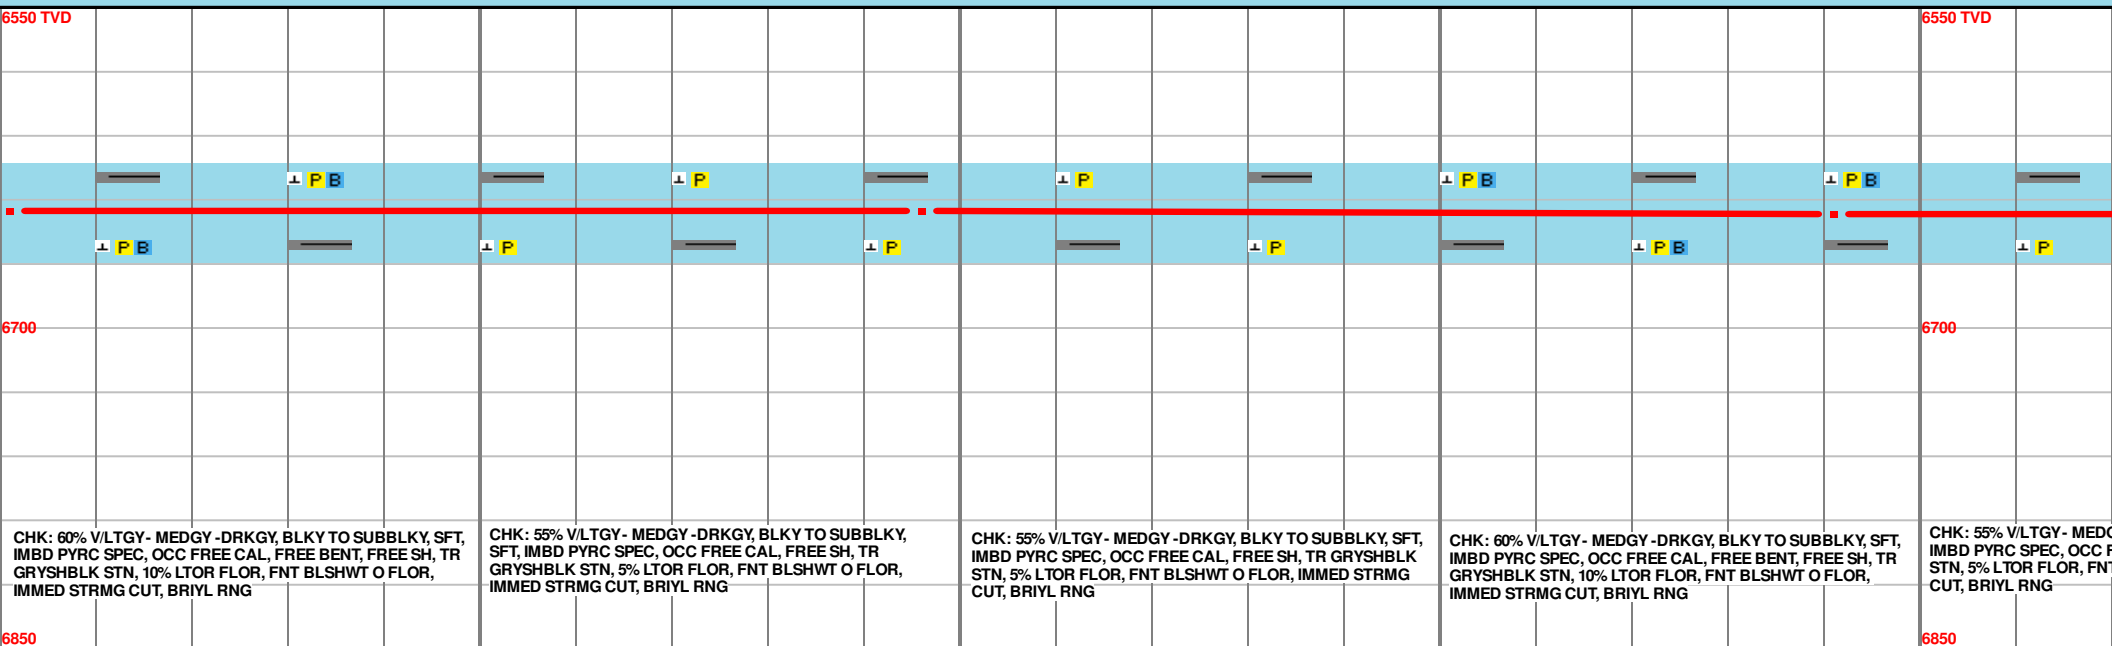 6550 TVD
6550 TVD
P B
P
P
P B
P B
P B
P
P
P
P B
P
6700
6700
CHK: 60% V/LTGY- MEDGY -DRKGY, BLKY TO SUBBLKY, SFT,
IMBD PYRC SPEC, OCC FREE CAL, FREE BENT, FREE SH, TR
GRYSHBLK STN, 10% LTOR FLOR, FNT BLSHWT O FLOR,
IMMED STRMG CUT, BRIYL RNG
CHK: 55% V/LTGY- MEDGY -DRKGY, BLKY TO SUBBLKY,
SFT, IMBD PYRC SPEC, OCC FREE CAL, FREE SH, TR
GRYSHBLK STN, 5% LTOR FLOR, FNT BLSHWT O FLOR,
IMMED STRMG CUT, BRIYL RNG
CHK: 55% V/LTGY- MEDGY -DRKGY, BLKY TO SUBBLKY, SFT,
IMBD PYRC SPEC, OCC FREE CAL, FREE SH, TR GRYSHBLK
STN, 5% LTOR FLOR, FNT BLSHWT O FLOR, IMMED STRMG
CUT, BRIYL RNG
CHK: 60% V/LTGY- MEDGY -DRKGY, BLKY TO SUBBLKY, SFT,
IMBD PYRC SPEC, OCC FREE CAL, FREE BENT, FREE SH, TR
GRYSHBLK STN, 10% LTOR FLOR, FNT BLSHWT O FLOR,
IMMED STRMG CUT, BRIYL RNG
CHK: 55% V/LTGY- MEDG
IMBD PYRC SPEC, OCC F
STN, 5% LTOR FLOR, FNT
CUT, BRIYL RNG
6850
6850